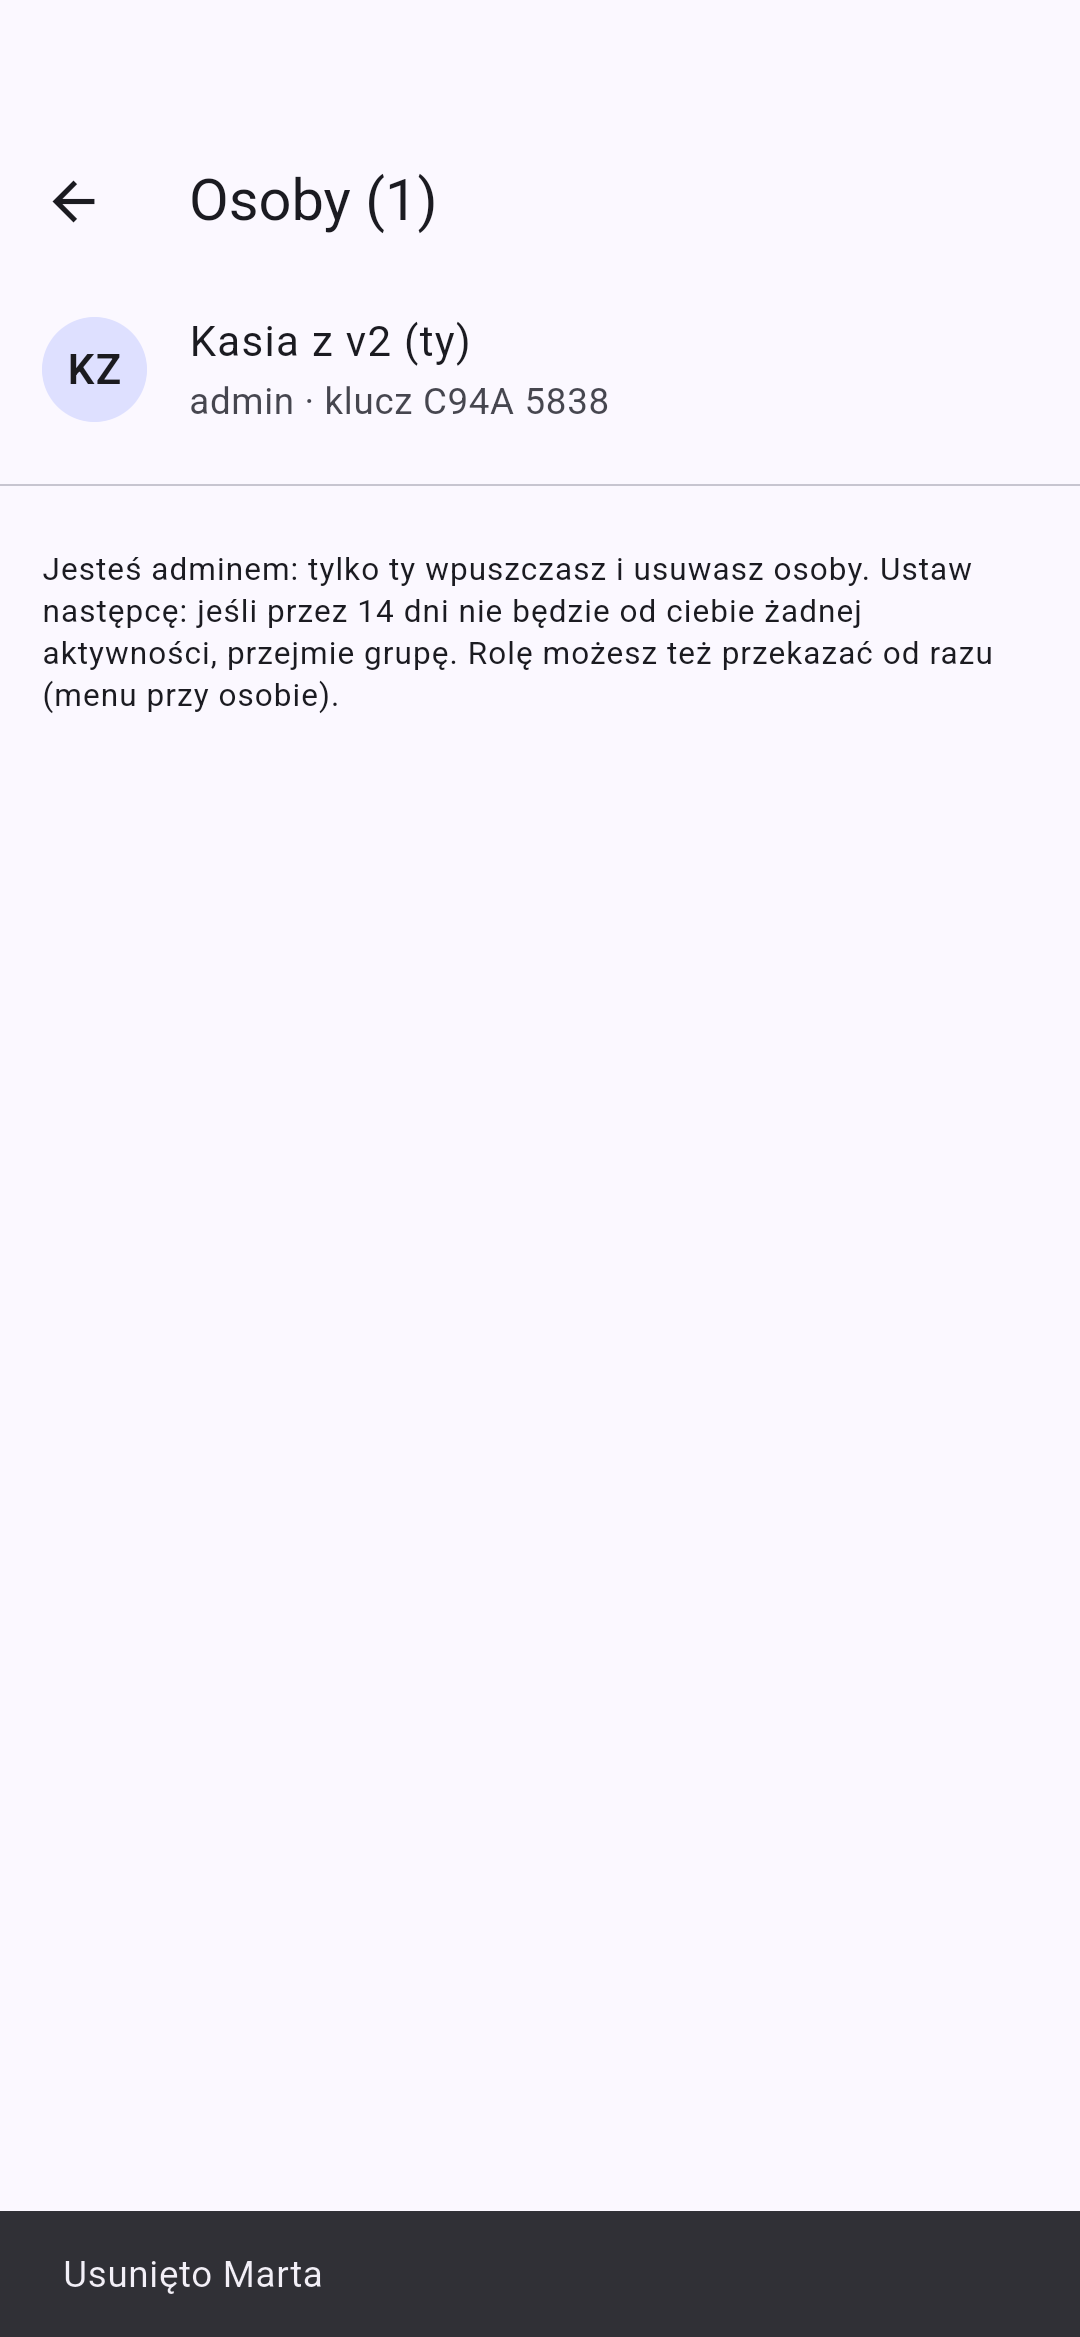 Osoby (1)
KZ
Kasia z v2 (ty)
admin · klucz C94A 5838
Jesteś adminem: tylko ty wpuszczasz i usuwasz osoby. Ustaw
następcę: jeśli przez 14 dni nie będzie od ciebie żadnej
aktywności, przejmie grupę. Rolę możesz też przekazać od razu
(menu przy osobie).
Usunięto Marta